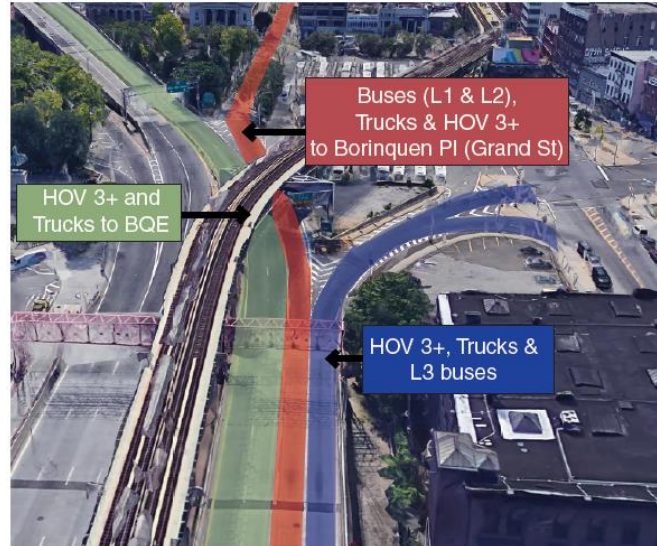 Buses (L1 & L2),
Trucks & HOV 3+
to Borinquen Pl (Grand St)
HOV 3+ and
Trucks to BQE
HOV 3+, Trucks &
L3 buses